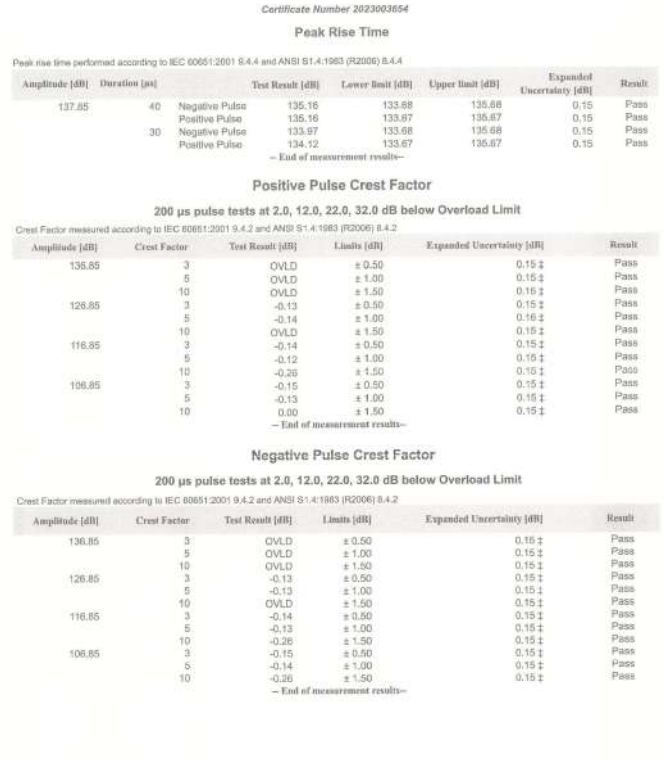 Certificate Number 2023003654
Peak Rise Time
Peak rise time performed according to IEC 60651:2001 9.4.4 and ANSI S1.4:1983 (R2006) 8.4.4
Amplitude [dB] Duration [µs] Test Result [dB] Lower limit [dB] Upper limit [dB] Expanded Uncertainty [dB] Result
137.85 40 Negative Pulse 135.16 133.68 135.68 0.15 Pass
Positive Pulse 135.16 133.67 135.67 0.15 Pass
30 Negative Pulse 133.97 133.68 135.68 0.15 Pass
Positive Pulse 134.12 133.67 135.67 0.15 Pass
-- End of measurement results--
Positive Pulse Crest Factor
200 µs pulse tests at 2.0, 12.0, 22.0, 32.0 dB below Overload Limit
Crest Factor measured according to IEC 60651:2001 9.4.2 and ANSI S1.4:1983 (R2006) 8.4.2
Amplitude [dB] Crest Factor Test Result [dB] Limits [dB] Expanded Uncertainty [dB] Result
136.85 3 OVLD ± 0.50 0.15 ‡ Pass
5 OVLD ± 1.00 0.15 ‡ Pass
10 OVLD ± 1.50 0.15 ‡ Pass
126.85 3 -0.13 ± 0.50 0.15 ‡ Pass
5 -0.14 ± 1.00 0.15 ‡ Pass
10 OVLD ± 1.50 0.15 ‡ Pass
116.85 3 -0.14 ± 0.50 0.15 ‡ Pass
5 -0.12 ± 1.00 0.15 ‡ Pass
10 -0.26 ± 1.50 0.15 ‡ Pass
106.85 3 -0.15 ± 0.50 0.15 ‡ Pass
5 -0.13 ± 1.00 0.15 ‡ Pass
10 0.00 ± 1.50 0.15 ‡ Pass
-- End of measurement results--
Negative Pulse Crest Factor
200 µs pulse tests at 2.0, 12.0, 22.0, 32.0 dB below Overload Limit
Crest Factor measured according to IEC 60651:2001 9.4.2 and ANSI S1.4:1983 (R2006) 8.4.2
Amplitude [dB] Crest Factor Test Result [dB] Limits [dB] Expanded Uncertainty [dB] Result
136.85 3 OVLD ± 0.50 0.15 ‡ Pass
5 OVLD ± 1.00 0.15 ‡ Pass
10 OVLD ± 1.50 0.15 ‡ Pass
126.85 3 -0.13 ± 0.50 0.15 ‡ Pass
5 -0.13 ± 1.00 0.15 ‡ Pass
10 OVLD ± 1.50 0.15 ‡ Pass
116.85 3 -0.14 ± 0.50 0.15 ‡ Pass
5 -0.13 ± 1.00 0.15 ‡ Pass
10 -0.26 ± 1.50 0.15 ‡ Pass
106.85 3 -0.15 ± 0.50 0.15 ‡ Pass
5 -0.14 ± 1.00 0.15 ‡ Pass
10 -0.26 ± 1.50 0.15 ‡ Pass
-- End of measurement results--